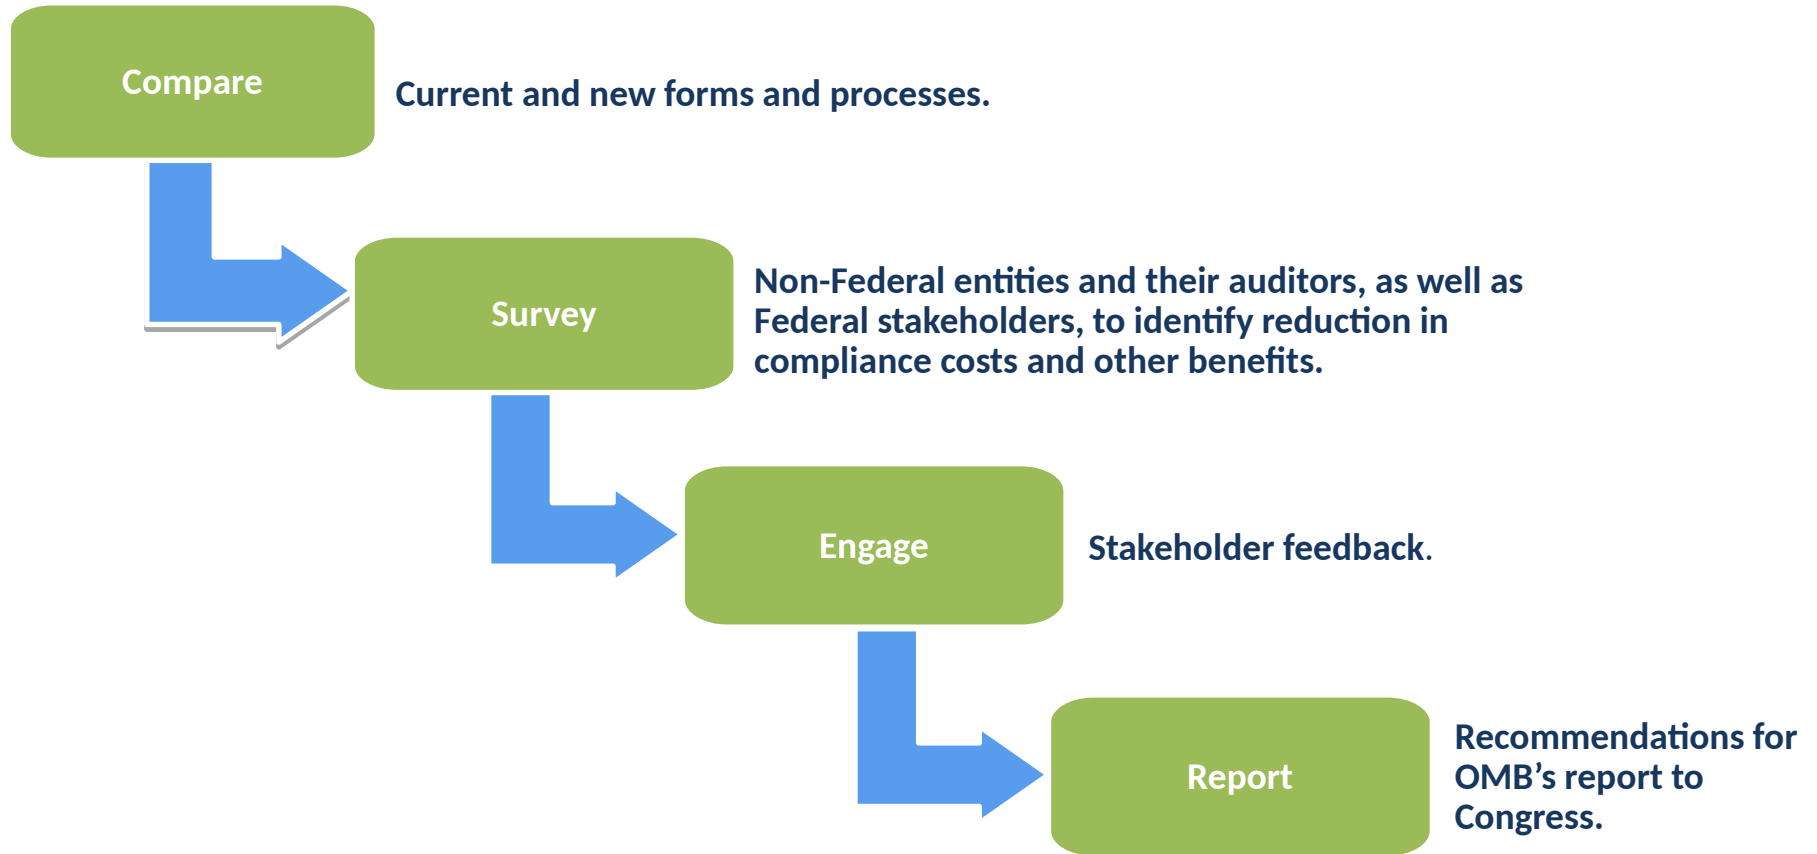 Compare
Current and new forms and processes.
Survey
Non-Federal entities and their auditors, as well as
Federal stakeholders, to identify reduction in
compliance costs and other benefits.
Engage
Stakeholder feedback.
Report
Recommendations for
OMB’s report to
Congress.